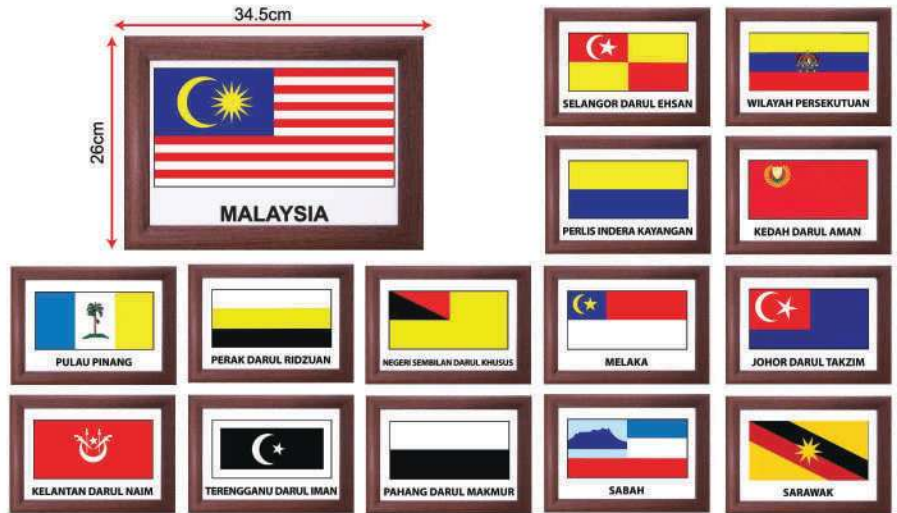 34.5cm
26cm
MALAYSIA
SELANGOR DARUL EHSAN
WILAYAH PERSEKUTUAN
PERLIS INDERA KAYANGAN
KEDAH DARUL AMAN
PULAU PINANG
PERAK DARUL RIDZUAN
NEGERI SEMBILAN DARUL KHUSUS
MELAKA
JOHOR DARUL TAKZIM
KELANTAN DARUL NAIM
TERENGGANU DARUL IMAN
PAHANG DARUL MAKMUR
SABAH
SARAWAK